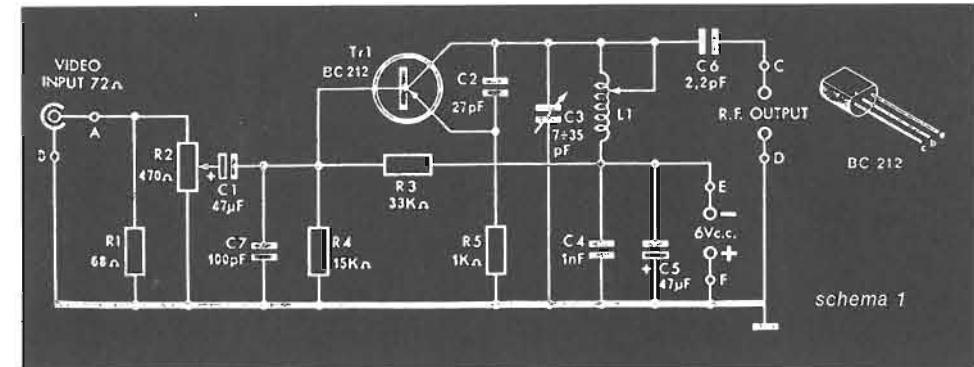 VIDEO
INPUT 72Ω
A
B
R1
68Ω
R2
470Ω
+
C1
47µF
C7
100pF
Tr1
BC 212
R3
33KΩ
R4
15KΩ
C2
27pF
R5
1KΩ
C3
7÷35
pF
L1
C4
1nF
+
C5
47µF
C6
2,2pF
C
R.F. OUTPUT
D
E
−
6Vc.c.
+
F
BC 212
schema 1